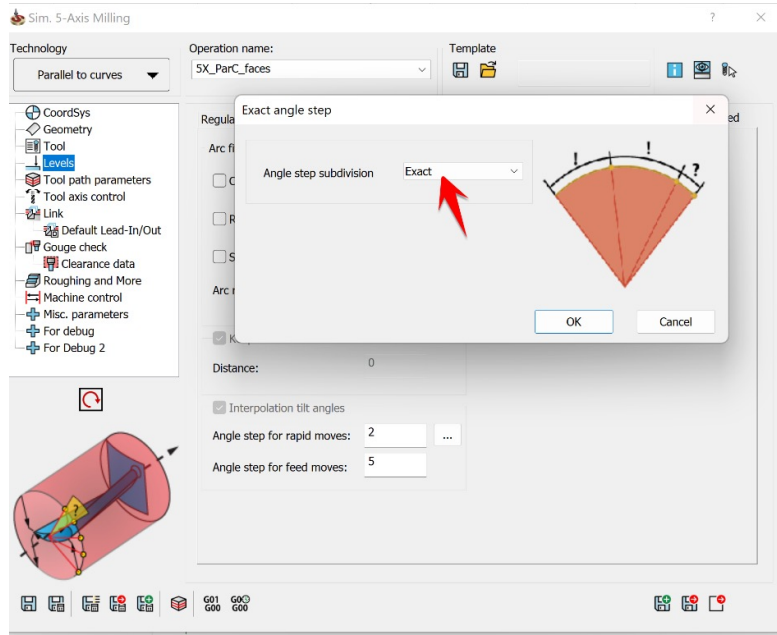 Sim. 5-Axis Milling
Technology
Operation name:
Template
Parallel to curves
5X_ParC_faces
CoordSys
Geometry
Tool
Levels
Tool path parameters
Tool axis control
Link
Default Lead-In/Out
Gouge check
Clearance data
Roughing and More
Machine control
Misc. parameters
For debug
For Debug 2
Regula
ed
Exact angle step
Angle step subdivision
Exact
! ! ?
OK
Cancel
Arc fi
C
R
S
Arc r
K
Distance:
0
Interpolation tilt angles
Angle step for rapid moves:
2
...
Angle step for feed moves:
5
?
G01
G00
G0
G00